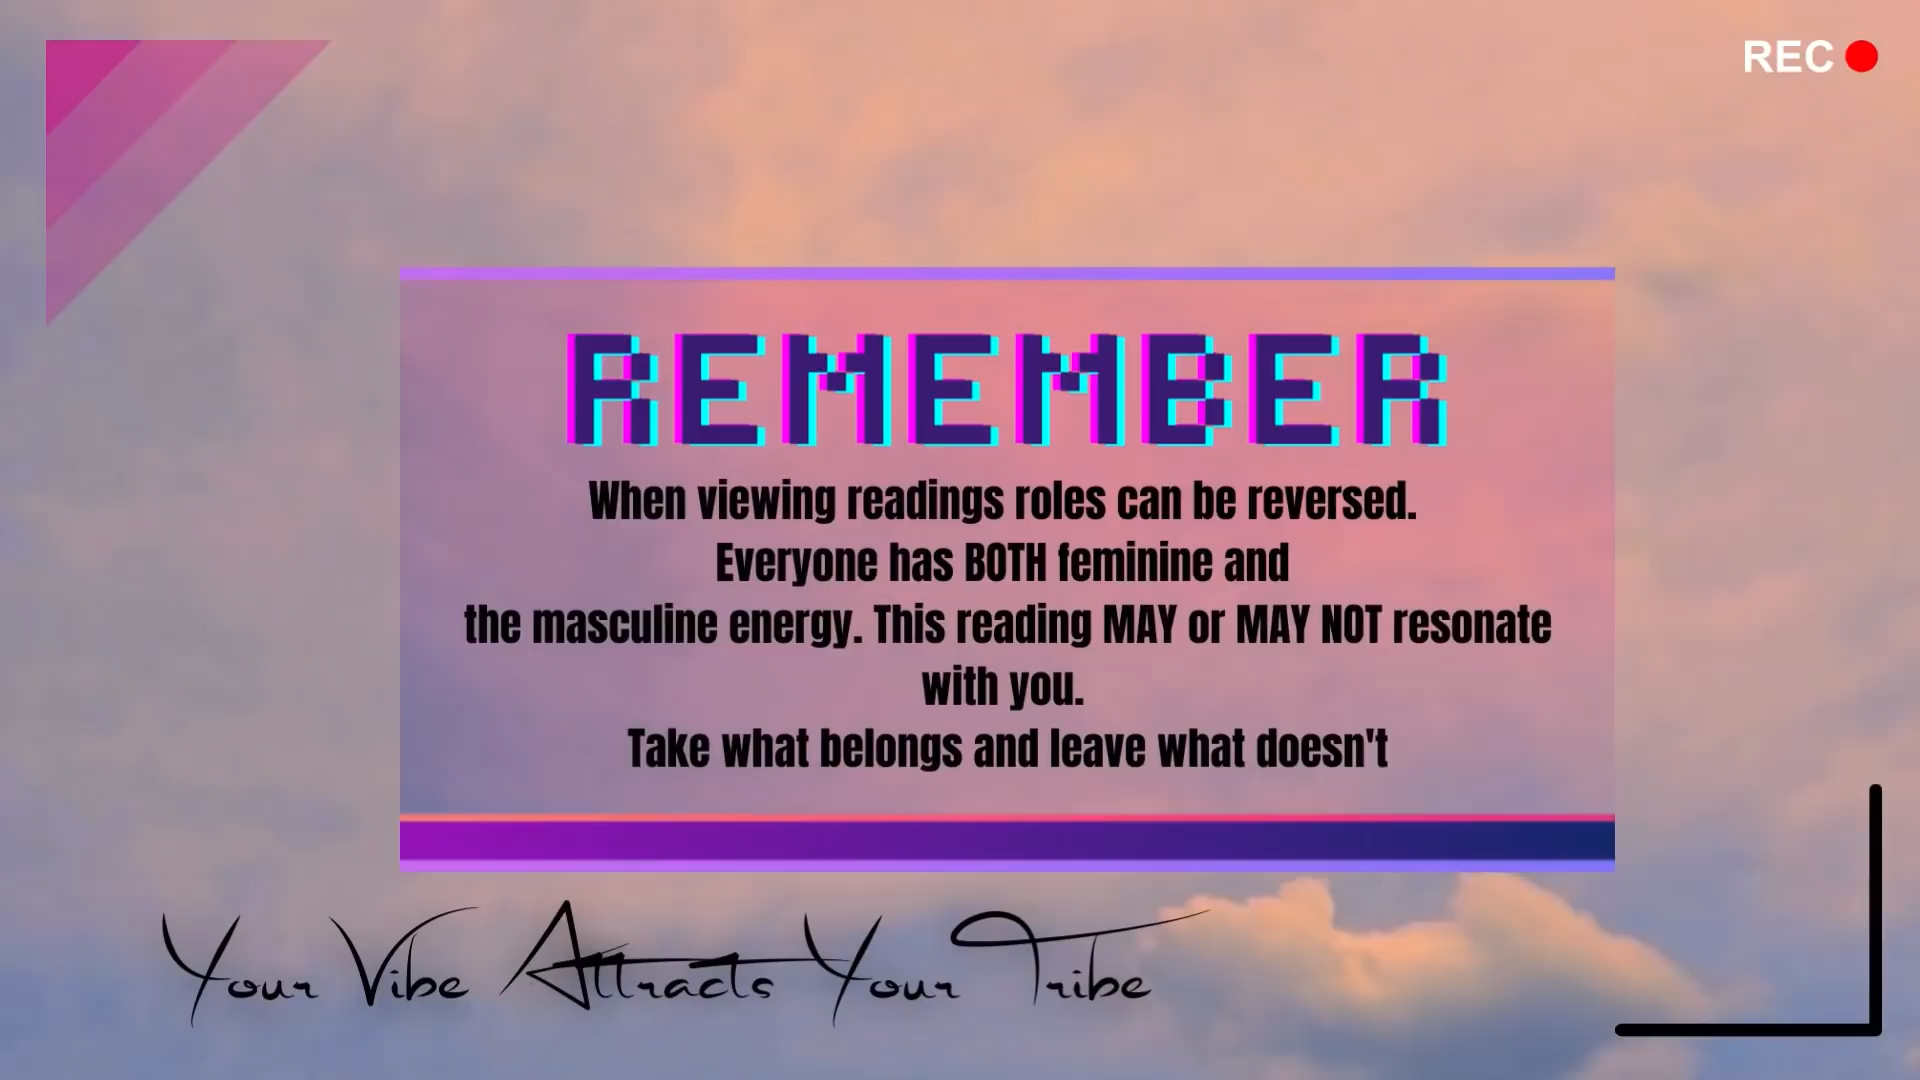 REC
REMEMBER
When viewing readings roles can be reversed.
Everyone has BOTH feminine and
the masculine energy. This reading MAY or MAY NOT resonate
with you.
Take what belongs and leave what doesn't
Your Vibe Attracts Your Tribe